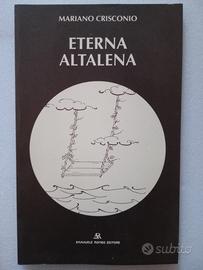 MARIANO CRISCONIO
ETERNA
ALTALENA
EMANUELE ROMEO EDITORE
subito